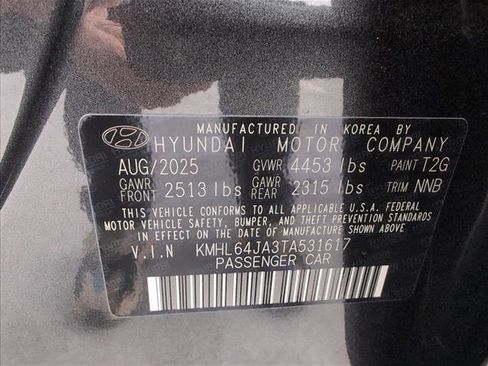 MANUFACTURED IN KOREA BY
HYUNDAI MOTOR COMPANY
AUG/2025 GVWR 4453 lbs PAINT T2G
GAWR FRONT 2513 lbs GAWR REAR 2315 lbs TRIM NNB
THIS VEHICLE CONFORMS TO ALL APPLICABLE FEDERAL
MOTOR VEHICLE SAFETY, BUMPER, AND THEFT PREVENTION
STANDARDS IN EFFECT ON THE DATE OF MANUFACTURE SHOWN ABOVE.
V.I.N KMHL64JA3TA531617
PASSENGER CAR